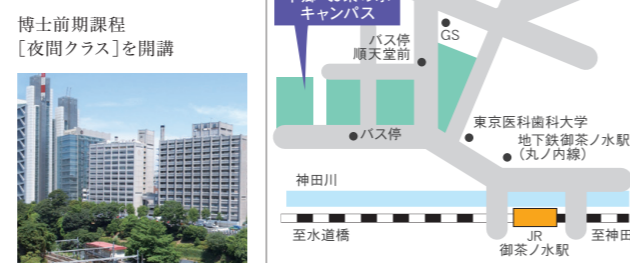 博士前期課程
[夜間クラス]を開講
キャンパス
GS
バス停
順天堂前
バス停
東京医科歯科大学
地下鉄御茶ノ水駅
(丸ノ内線)
神田川
至水道橋
JR
御茶ノ水駅
至神田